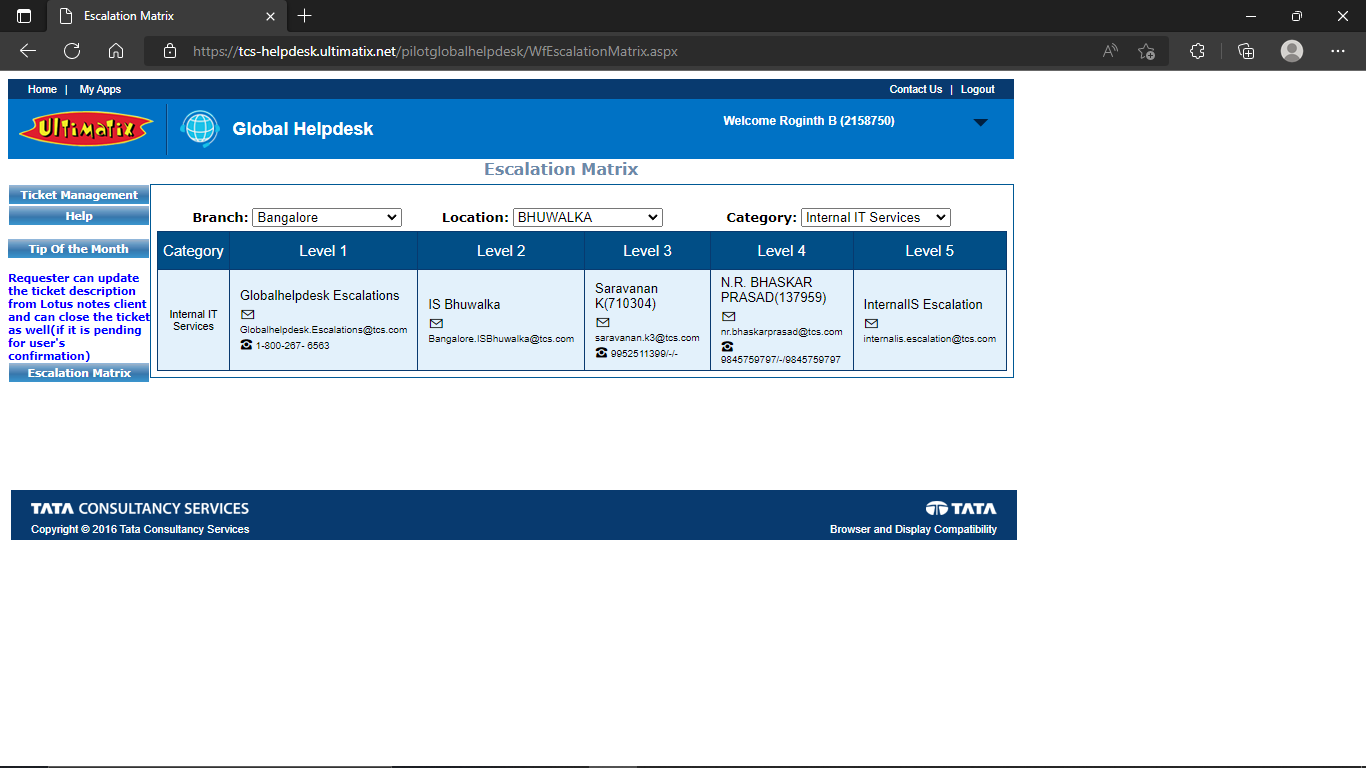 Escalation Matrix
https://tcs-helpdesk.ultimatix.net/pilotglobalhelpdesk/WfEscalationMatrix.aspx
Home | My Apps
Contact Us | Logout
Ultimatix
Global Helpdesk
Welcome Roginth B (2158750)
Escalation Matrix
Ticket Management
Help
Tip Of the Month
Requester can update
the ticket description
from Lotus notes client
and can close the ticket
as well(if it is pending
for user's
confirmation)
Escalation Matrix
Branch: Bangalore
Location: BHUWALKA
Category: Internal IT Services
Category
Level 1
Level 2
Level 3
Level 4
Level 5
Internal IT
Services
Globalhelpdesk Escalations
Globalhelpdesk.Escalations@tcs.com
1-800-267- 6563
IS Bhuwalka
Bangalore.ISBhuwalka@tcs.com
Saravanan
K(710304)
saravanan.k3@tcs.com
9952511399/-/-
N.R. BHASKAR
PRASAD(137959)
nr.bhaskarprasad@tcs.com
9845759797/-/9845759797
InternalIS Escalation
internalis.escalation@tcs.com
TATA CONSULTANCY SERVICES
Copyright © 2016 Tata Consultancy Services
TATA
Browser and Display Compatibility